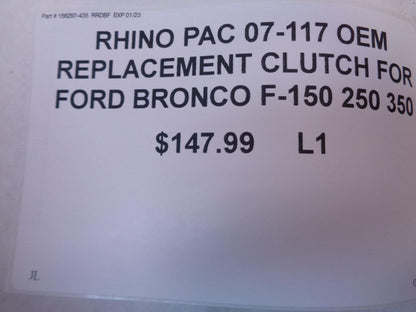 Part # 156297-435 RRDBF EXP 01/23
RHINO PAC 07-117 OEM
REPLACEMENT CLUTCH FOR
FORD BRONCO F-150 250 350
$147.99 L1
JL